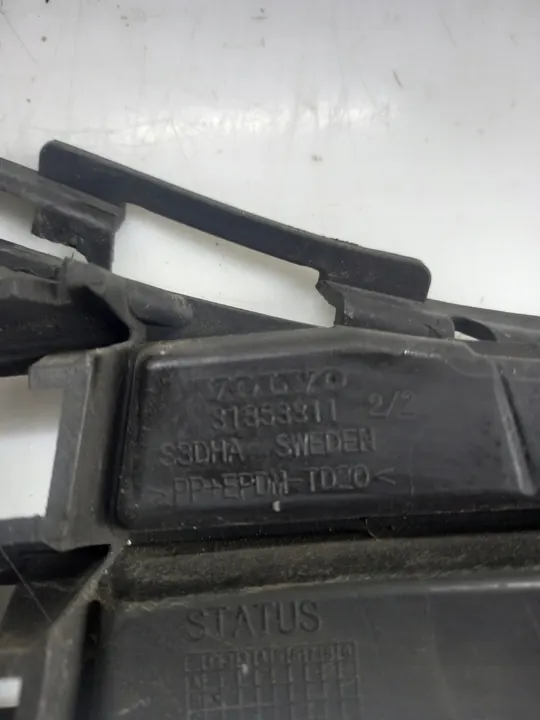 VOLVO
31353311 2/2
S3DHA SWEDEN
>PP+EPDM-TD20<
STATUS